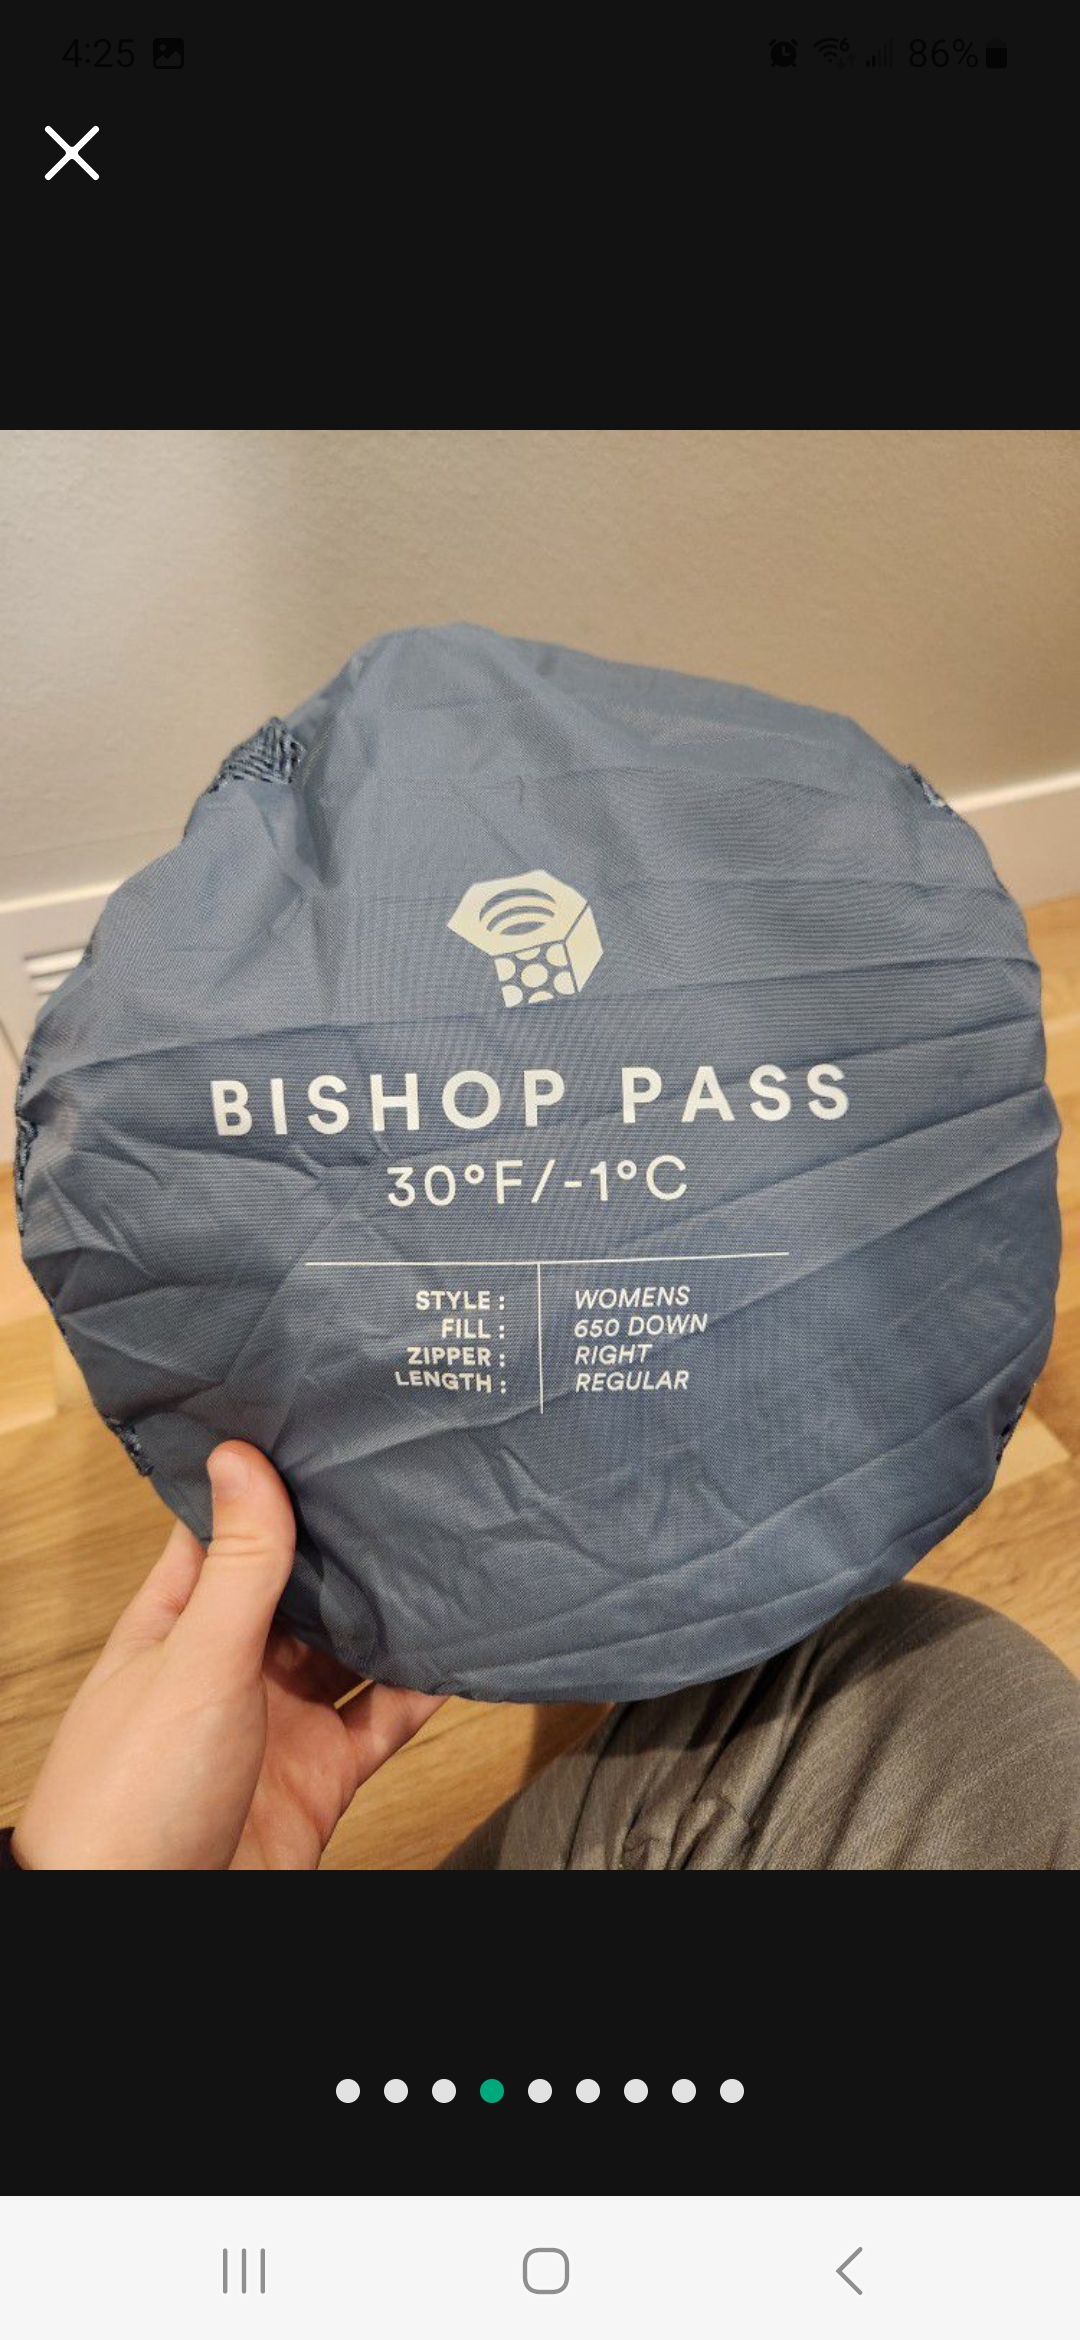 4:25
86%
BISHOP PASS
30°F/-1°C
STYLE: WOMENS
FILL: 650 DOWN
ZIPPER: RIGHT
LENGTH: REGULAR